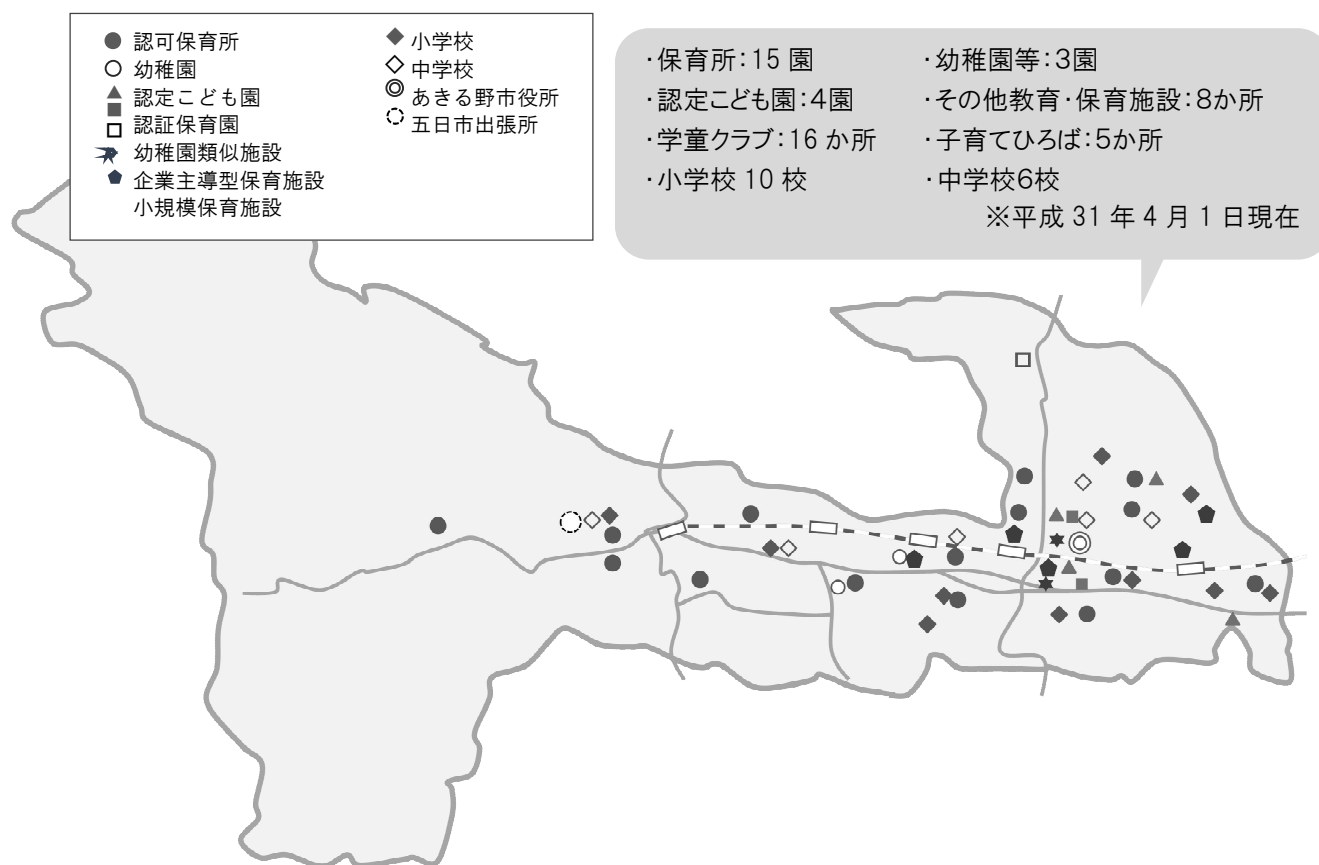 認可保育所
幼稚園
認定こども園
認証保育園
幼稚園類似施設
企業主導型保育施設
小規模保育施設
小学校
中学校
あきる野市役所
五日市出張所
・保育所：15 園
・幼稚園等：3園
・認定こども園：4園
・その他教育・保育施設：8か所
・学童クラブ：16 か所
・子育てひろば：5か所
・小学校 10 校
・中学校6校
※平成 31 年 4 月 1 日現在